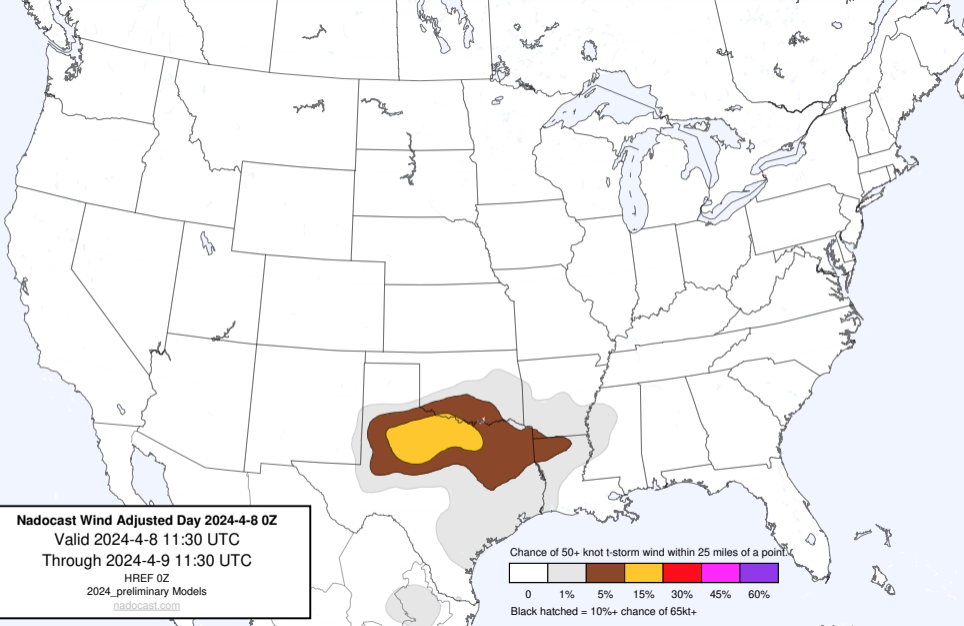 Nadocast Wind Adjusted Day 2024-4-8 0Z
Valid 2024-4-8 11:30 UTC
Through 2024-4-9 11:30 UTC
HREF 0Z
2024_preliminary Models
nadocast.com
Chance of 50+ knot t-storm wind within 25 miles of a point.
0 1% 5% 15% 30% 45% 60%
Black hatched = 10%+ chance of 65kt+